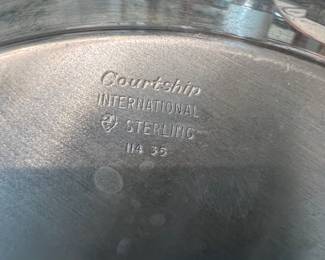 Courtship
INTERNATIONAL
STERLING
114 35